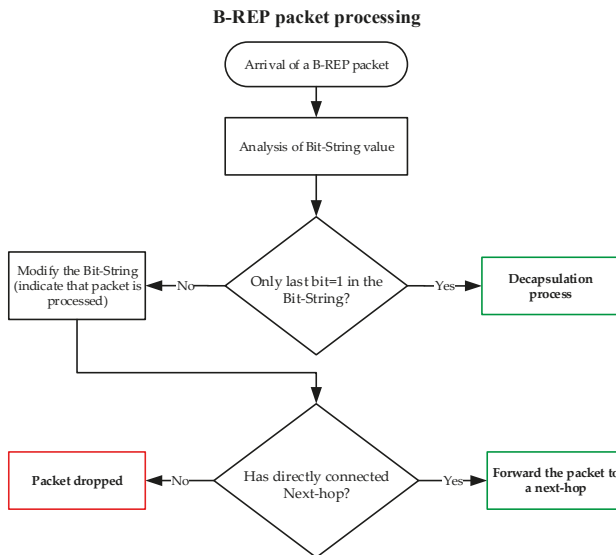 B-REP packet processing
Arrival of a B-REP packet
Analysis of Bit-String value
Modify the Bit-String
(indicate that packet is
processed)
No
Only last bit=1 in the
Bit-String?
Yes
Decapsulation
process
Packet dropped
No
Has directly connected
Next-hop?
Yes
Forward the packet to
a next-hop